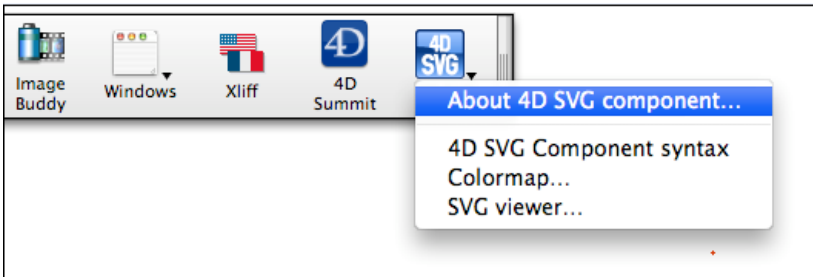 4D
4D
SVG
Image
Buddy
Windows
Xliff
4D
Summit
About 4D SVG component...
4D SVG Component syntax
Colormap...
SVG viewer...